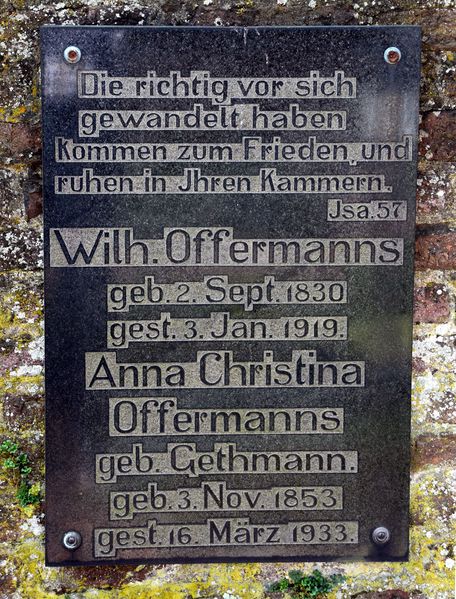 Die richtig vor sich
gewandelt haben
Kommen zum Frieden, und
ruhen in Jhren Kammern.
Jsa. 57
Wilh. Offermanns
geb. 2. Sept. 1830
gest. 3. Jan. 1919.
Anna Christina
Offermanns
geb. Gethmann.
geb. 3. Nov. 1853
gest. 16. März 1933.